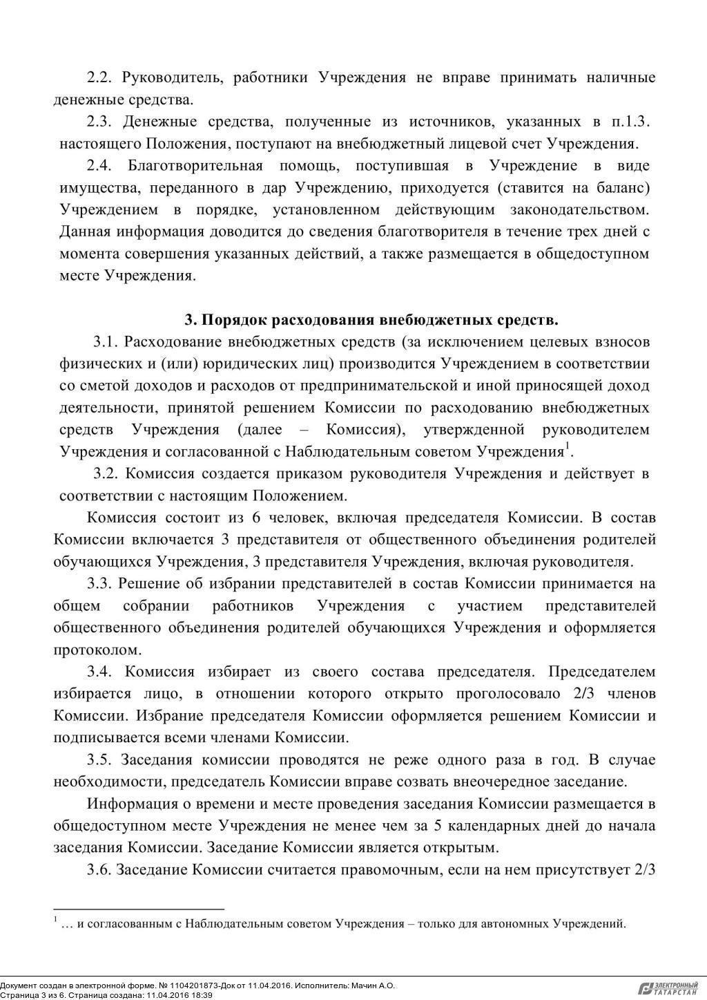 2.2. Руководитель, работники Учреждения не вправе принимать наличные
денежные средства.
2.3. Денежные средства, полученные из источников, указанных в п.1.3.
настоящего Положения, поступают на внебюджетный лицевой счет Учреждения.
2.4. Благотворительная помощь, поступившая в Учреждение в виде
имущества, переданного в дар Учреждению, приходуется (ставится на баланс)
Учреждением в порядке, установленном действующим законодательством.
Данная информация доводится до сведения благотворителя в течение трех дней с
момента совершения указанных действий, а также размещается в общедоступном
месте Учреждения.
3. Порядок расходования внебюджетных средств.
3.1. Расходование внебюджетных средств (за исключением целевых взносов
физических и (или) юридических лиц) производится Учреждением в соответствии
со сметой доходов и расходов от предпринимательской и иной приносящей доход
деятельности, принятой решением Комиссии по расходованию внебюджетных
средств Учреждения (далее – Комиссия), утвержденной руководителем
Учреждения и согласованной с Наблюдательным советом Учреждения1.
3.2. Комиссия создается приказом руководителя Учреждения и действует в
соответствии с настоящим Положением.
Комиссия состоит из 6 человек, включая председателя Комиссии. В состав
Комиссии включается 3 представителя от общественного объединения родителей
обучающихся Учреждения, 3 представителя Учреждения, включая руководителя.
3.3. Решение об избрании представителей в состав Комиссии принимается на
общем собрании работников Учреждения с участием представителей
общественного объединения родителей обучающихся Учреждения и оформляется
протоколом.
3.4. Комиссия избирает из своего состава председателя. Председателем
избирается лицо, в отношении которого открыто проголосовало 2/3 членов
Комиссии. Избрание председателя Комиссии оформляется решением Комиссии и
подписывается всеми членами Комиссии.
3.5. Заседания комиссии проводятся не реже одного раза в год. В случае
необходимости, председатель Комиссии вправе созвать внеочередное заседание.
Информация о времени и месте проведения заседания Комиссии размещается в
общедоступном месте Учреждения не менее чем за 5 календарных дней до начала
заседания Комиссии. Заседание Комиссии является открытым.
3.6. Заседание Комиссии считается правомочным, если на нем присутствует 2/3
1 … и согласованным с Наблюдательным советом Учреждения – только для автономных Учреждений.
Документ создан в электронной форме. № 1104201873-Док от 11.04.2016. Исполнитель: Мачин А.О.
Страница 3 из 6. Страница создана: 11.04.2016 18:39
ЭЛЕКТРОННЫЙ
ТАТАРСТАН